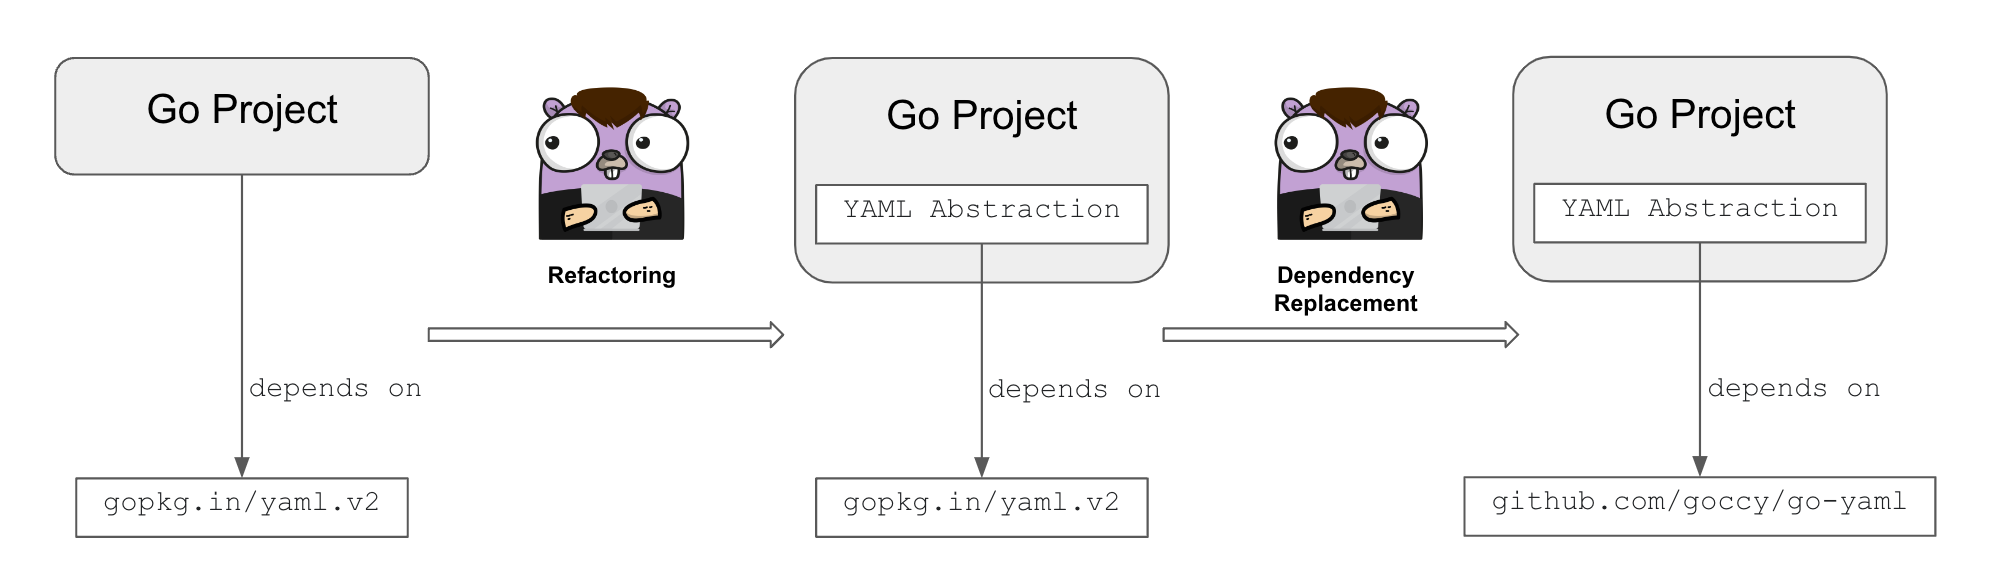 Go Project
depends on
gopkg.in/yaml.v2
Refactoring
Go Project
YAML Abstraction
depends on
gopkg.in/yaml.v2
Dependency
Replacement
Go Project
YAML Abstraction
depends on
github.com/goccy/go-yaml